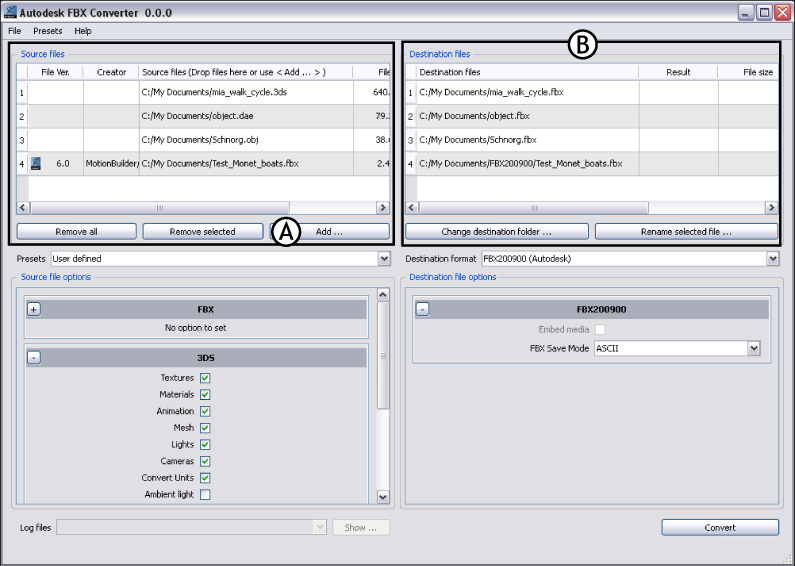 Autodesk FBX Converter 0.0.0
File Presets Help
Source files
File Ver. Creator Source files (Drop files here or use < Add ... > ) File
1 C:/My Documents/mia_walk_cycle.3ds 640.
2 C:/My Documents/object.dae 79.
3 C:/My Documents/Schnorg.obj 38.
4 6.0 MotionBuilder/ C:/My Documents/Test_Monet_boats.fbx 2.4
Remove all Remove selected A Add ...
B
Destination files
Destination files Result File size
1 C:/My Documents/mia_walk_cycle.fbx
2 C:/My Documents/object.fbx
3 C:/My Documents/Schnorg.fbx
4 C:/My Documents/FBX200900/Test_Monet_boats.fbx
Change destination folder ... Rename selected file ...
Presets User defined
Destination format FBX200900 (Autodesk)
Source file options
+ FBX
No option to set
- 3DS
Textures
Materials
Animation
Mesh
Lights
Cameras
Convert Units
Ambient light
Destination file options
- FBX200900
Embed media
FBX Save Mode ASCII
Log files Show ...
Convert